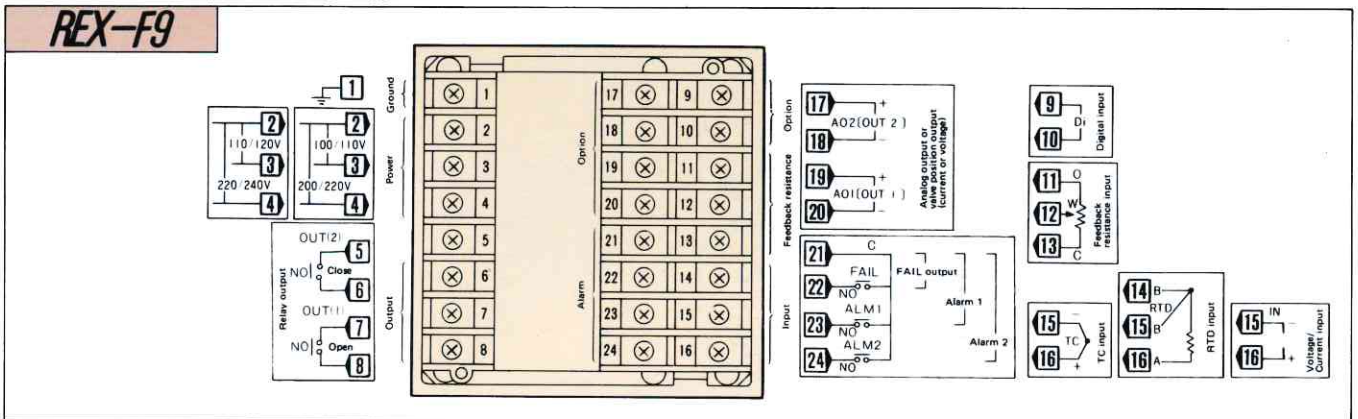 REX-F9
1
Ground
2
110/120V
3
220/240V
4
2
100/110V
3
200/220V
4
Power
OUT(2)
5
NO
Close
6
Relay output
OUT(1)
7
NO
Open
8
Output
1
2
3
4
5
6
7
8
Option
Alarm
17
18
19
20
21
22
23
24
9
10
11
12
13
14
15
16
Option
Feedback resistance
Input
17
+
AO2(OUT 2)
18
−
19
+
AO1(OUT 1)
20
−
Analog output or
valve position output
(current or voltage)
21
C
22
FAIL
NO
FAIL output
23
ALM1
NO
Alarm 1
24
ALM2
NO
Alarm 2
9
Di
10
Digital input
11
O
12
W
13
C
Feedback
resistance input
15
−
TC
16
+
TC input
14
B
RTD
15
B
16
A
RTD input
15
IN
−
16
+
Voltage/
Current input